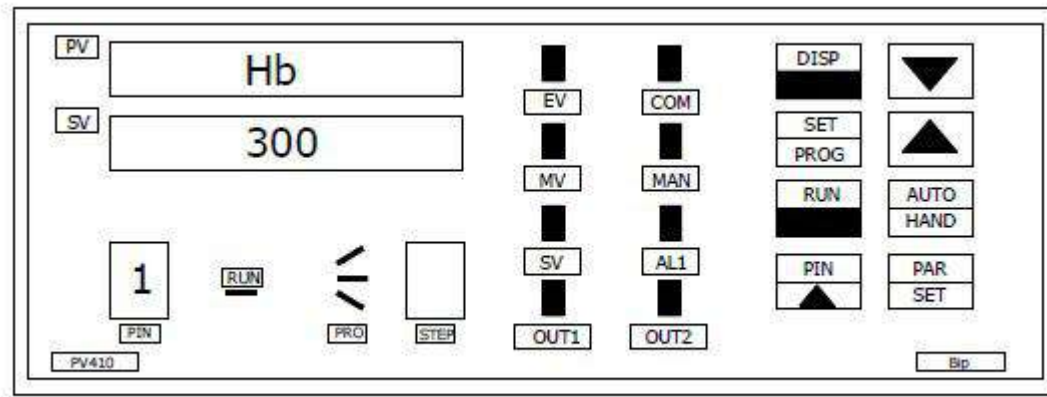 PV
Hb
SV
300
1
PIN
RUN
PRO
STEP
PV410
EV
COM
MV
MAN
SV
AL1
OUT1
OUT2
DISP
SET
PROG
RUN
AUTO
HAND
PIN
PAR
SET
Bip